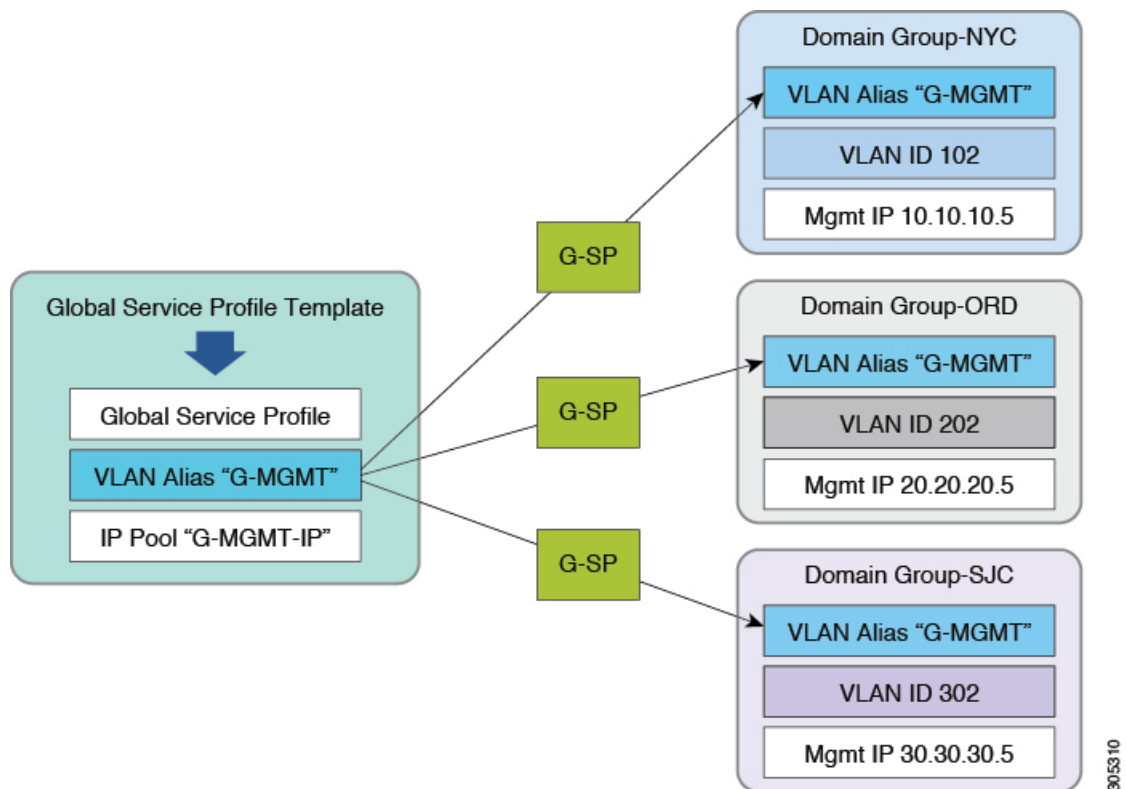 Global Service Profile Template
Global Service Profile
VLAN Alias “G-MGMT”
IP Pool “G-MGMT-IP”
G-SP
G-SP
G-SP
Domain Group-NYC
VLAN Alias “G-MGMT”
VLAN ID 102
Mgmt IP 10.10.10.5
Domain Group-ORD
VLAN Alias “G-MGMT”
VLAN ID 202
Mgmt IP 20.20.20.5
Domain Group-SJC
VLAN Alias “G-MGMT”
VLAN ID 302
Mgmt IP 30.30.30.5
305310